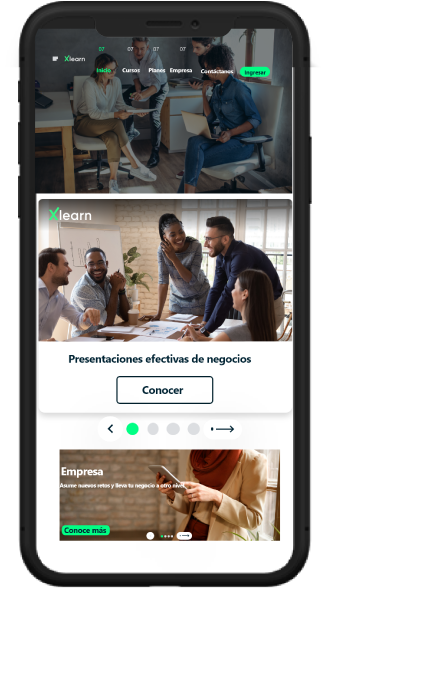 07 07 07 07
Xlearn Inicio Cursos Planes Empresa Contáctanos Ingresar
Xlearn
Presentaciones efectivas de negocios
Conocer
Empresa
Asume nuevos retos y lleva tu negocio a otro nivel
Conoce más